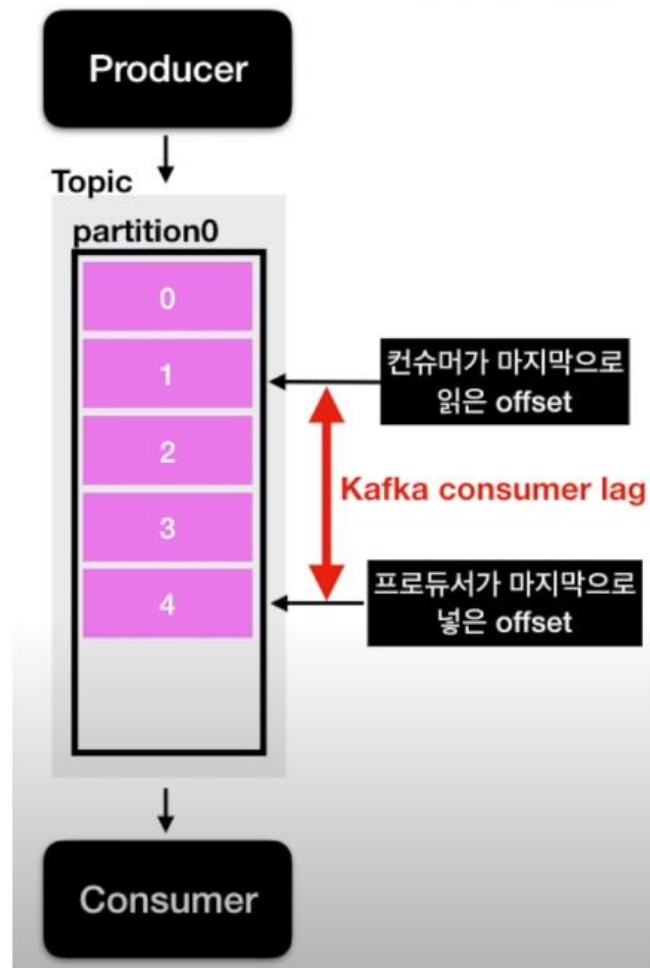 Producer
Topic
partition0
0
1
컨슈머가 마지막으로
읽은 offset
2
Kafka consumer lag
3
4
프로듀서가 마지막으로
넣은 offset
Consumer